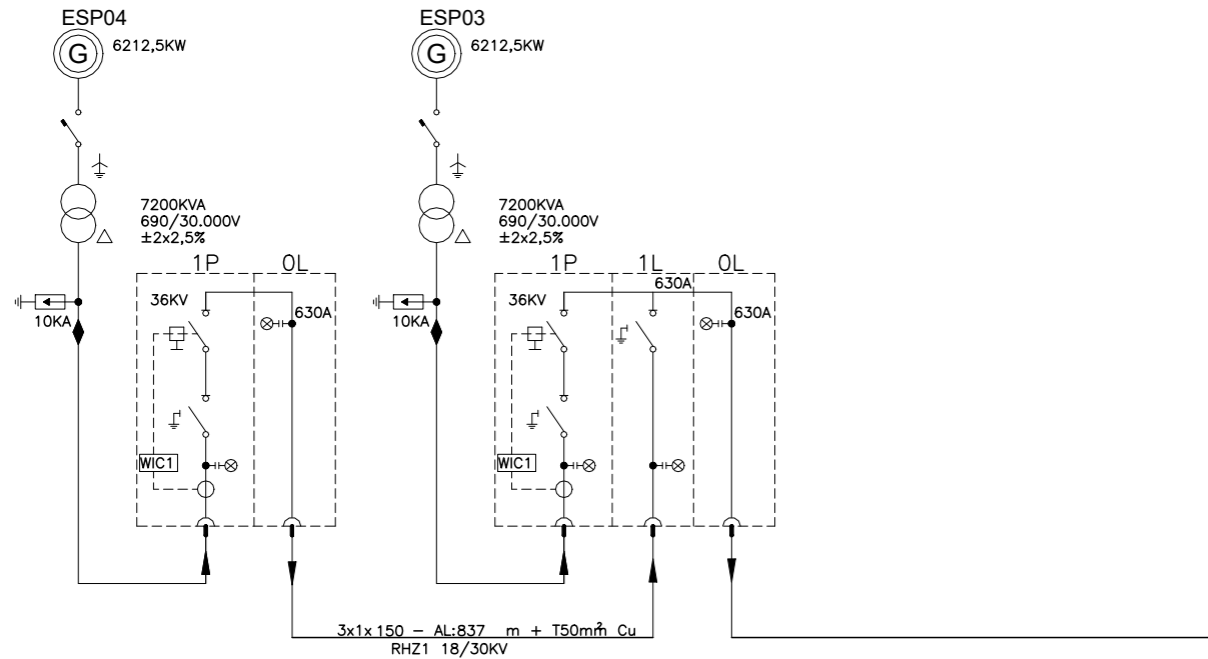 ESP04
G
6212,5KW
7200KVA
690/30.000V
±2x2,5%
1P
0L
36KV
630A
10KA
WIC1
ESP03
G
6212,5KW
7200KVA
690/30.000V
±2x2,5%
1P
1L
0L
630A
36KV
630A
10KA
WIC1
3x1x150 - AL:837 m + T50mm² Cu
RHZ1 18/30KV